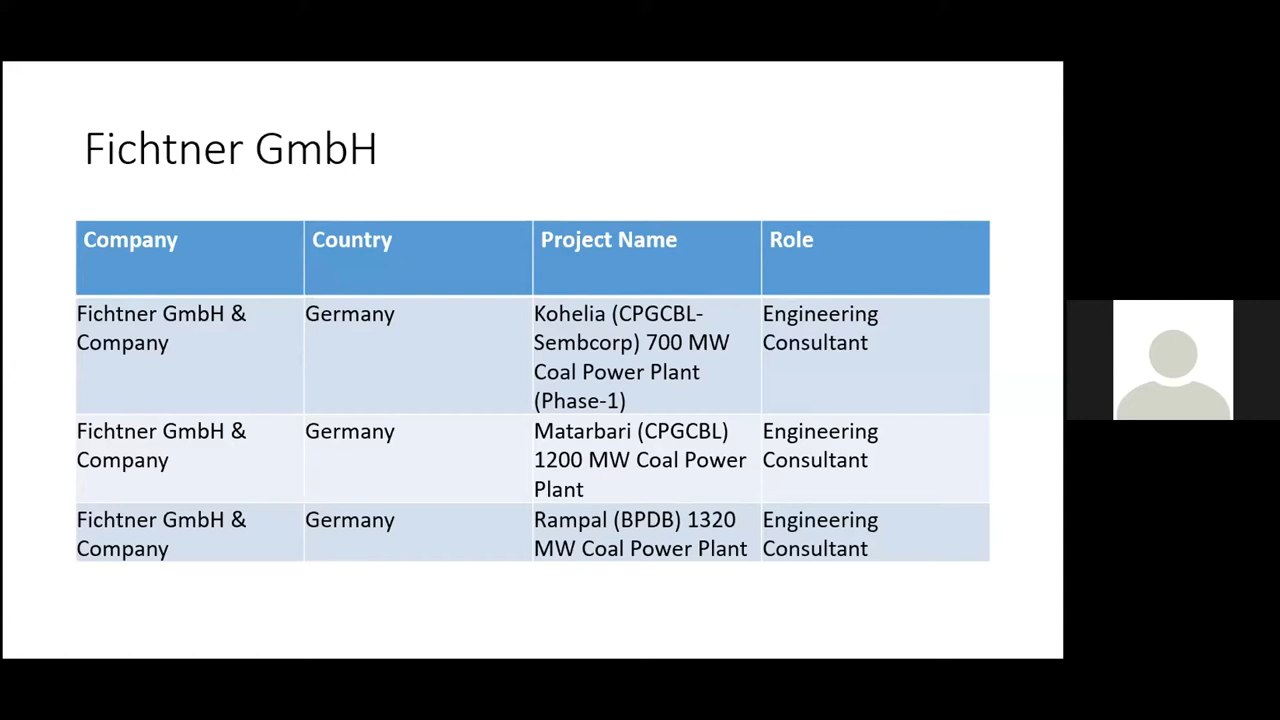 Fichtner GmbH
Company Country Project Name Role
Fichtner GmbH &
Company
Germany
Kohelia (CPGCBL-
Sembcorp) 700 MW
Coal Power Plant
(Phase-1)
Engineering
Consultant
Fichtner GmbH &
Company
Germany
Matarbari (CPGCBL)
1200 MW Coal Power
Plant
Engineering
Consultant
Fichtner GmbH &
Company
Germany
Rampal (BPDB) 1320
MW Coal Power Plant
Engineering
Consultant